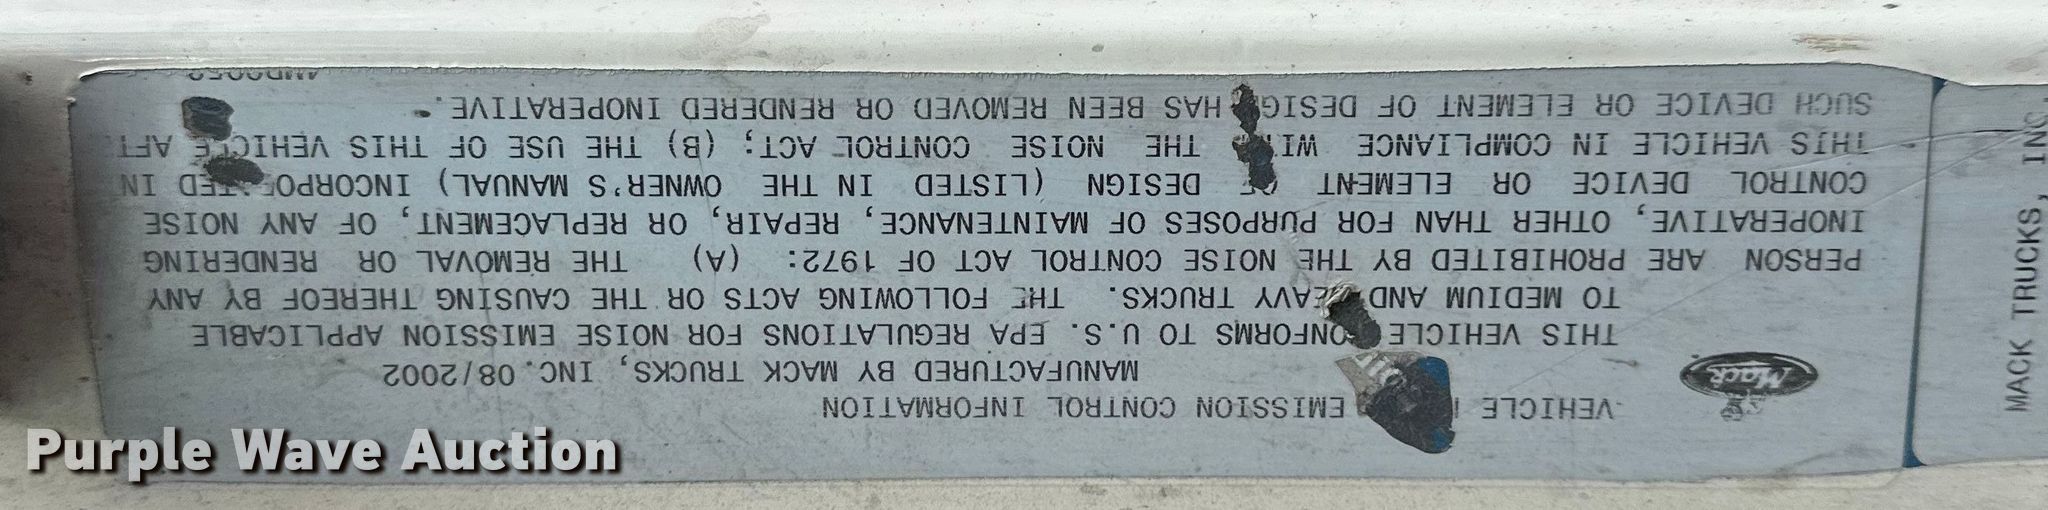 VEHICLE EMISSION CONTROL INFORMATION
MANUFACTURED BY MACK TRUCKS, INC. 08/2002
THIS VEHICLE CONFORMS TO U.S. EPA REGULATIONS FOR NOISE EMISSION APPLICABLE
TO MEDIUM AND HEAVY TRUCKS. THE FOLLOWING ACTS OR THE CAUSING THEREOF BY ANY
PERSON ARE PROHIBITED BY THE NOISE CONTROL ACT OF 1972: (A) THE REMOVAL OR RENDERING
INOPERATIVE, OTHER THAN FOR PURPOSES OF MAINTENANCE, REPAIR, OR REPLACEMENT, OF ANY NOISE
CONTROL DEVICE OR ELEMENT OF DESIGN (LISTED IN THE OWNER'S MANUAL) INCORPORATED IN
THIS VEHICLE IN COMPLIANCE WITH THE NOISE CONTROL ACT; (B) THE USE OF THIS VEHICLE AFT
SUCH DEVICE OR ELEMENT OF DESIGN HAS BEEN REMOVED OR RENDERED INOPERATIVE.
Mack
MACK TRUCKS, INC.
Purple Wave Auction